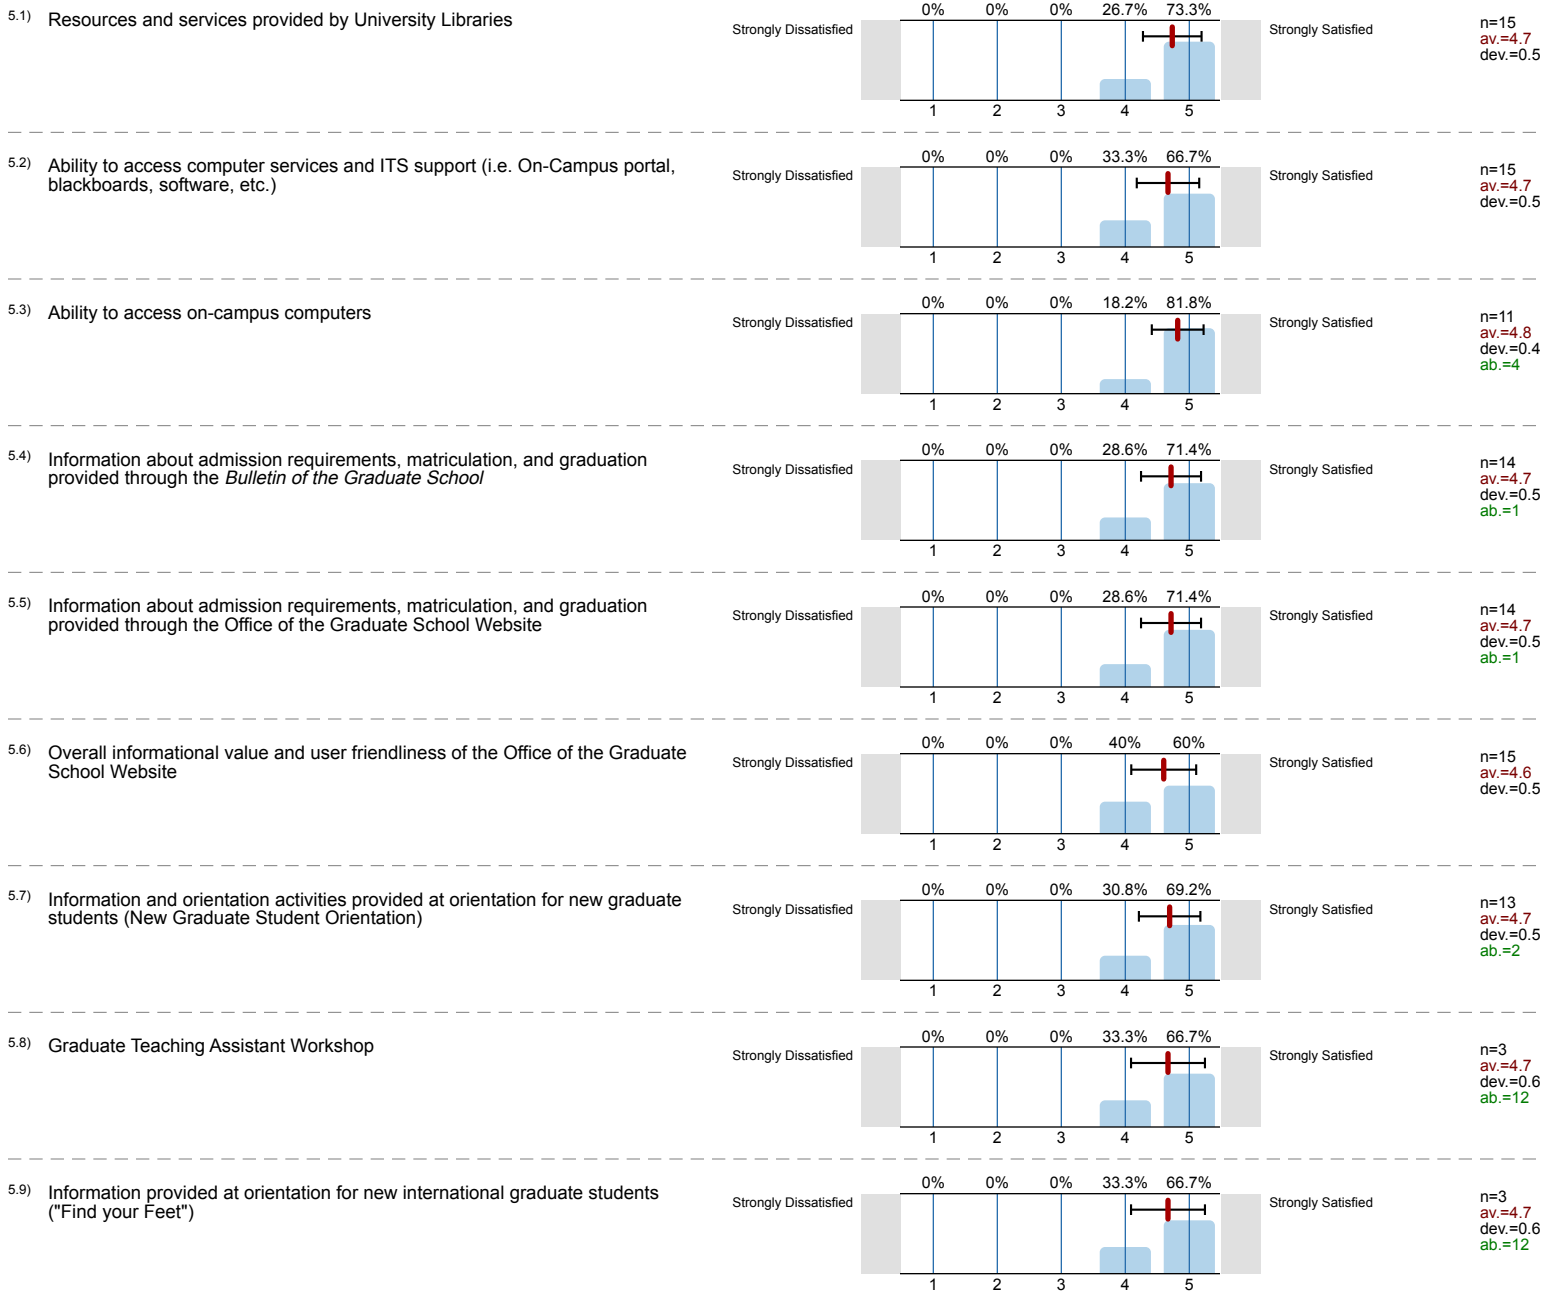 5.1) Resources and services provided by University Libraries
0% 0% 0% 26.7% 73.3%
Strongly Dissatisfied Strongly Satisfied
n=15
av.=4.7
dev.=0.5
1 2 3 4 5
5.2) Ability to access computer services and ITS support (i.e. On-Campus portal,
blackboards, software, etc.)
0% 0% 0% 33.3% 66.7%
Strongly Dissatisfied Strongly Satisfied
n=15
av.=4.7
dev.=0.5
1 2 3 4 5
5.3) Ability to access on-campus computers
0% 0% 0% 18.2% 81.8%
Strongly Dissatisfied Strongly Satisfied
n=11
av.=4.8
dev.=0.4
ab.=4
1 2 3 4 5
5.4) Information about admission requirements, matriculation, and graduation
provided through the Bulletin of the Graduate School
0% 0% 0% 28.6% 71.4%
Strongly Dissatisfied Strongly Satisfied
n=14
av.=4.7
dev.=0.5
ab.=1
1 2 3 4 5
5.5) Information about admission requirements, matriculation, and graduation
provided through the Office of the Graduate School Website
0% 0% 0% 28.6% 71.4%
Strongly Dissatisfied Strongly Satisfied
n=14
av.=4.7
dev.=0.5
ab.=1
1 2 3 4 5
5.6) Overall informational value and user friendliness of the Office of the Graduate
School Website
0% 0% 0% 40% 60%
Strongly Dissatisfied Strongly Satisfied
n=15
av.=4.6
dev.=0.5
1 2 3 4 5
5.7) Information and orientation activities provided at orientation for new graduate
students (New Graduate Student Orientation)
0% 0% 0% 30.8% 69.2%
Strongly Dissatisfied Strongly Satisfied
n=13
av.=4.7
dev.=0.5
ab.=2
1 2 3 4 5
5.8) Graduate Teaching Assistant Workshop
0% 0% 0% 33.3% 66.7%
Strongly Dissatisfied Strongly Satisfied
n=3
av.=4.7
dev.=0.6
ab.=12
1 2 3 4 5
5.9) Information provided at orientation for new international graduate students
("Find your Feet")
0% 0% 0% 33.3% 66.7%
Strongly Dissatisfied Strongly Satisfied
n=3
av.=4.7
dev.=0.6
ab.=12
1 2 3 4 5